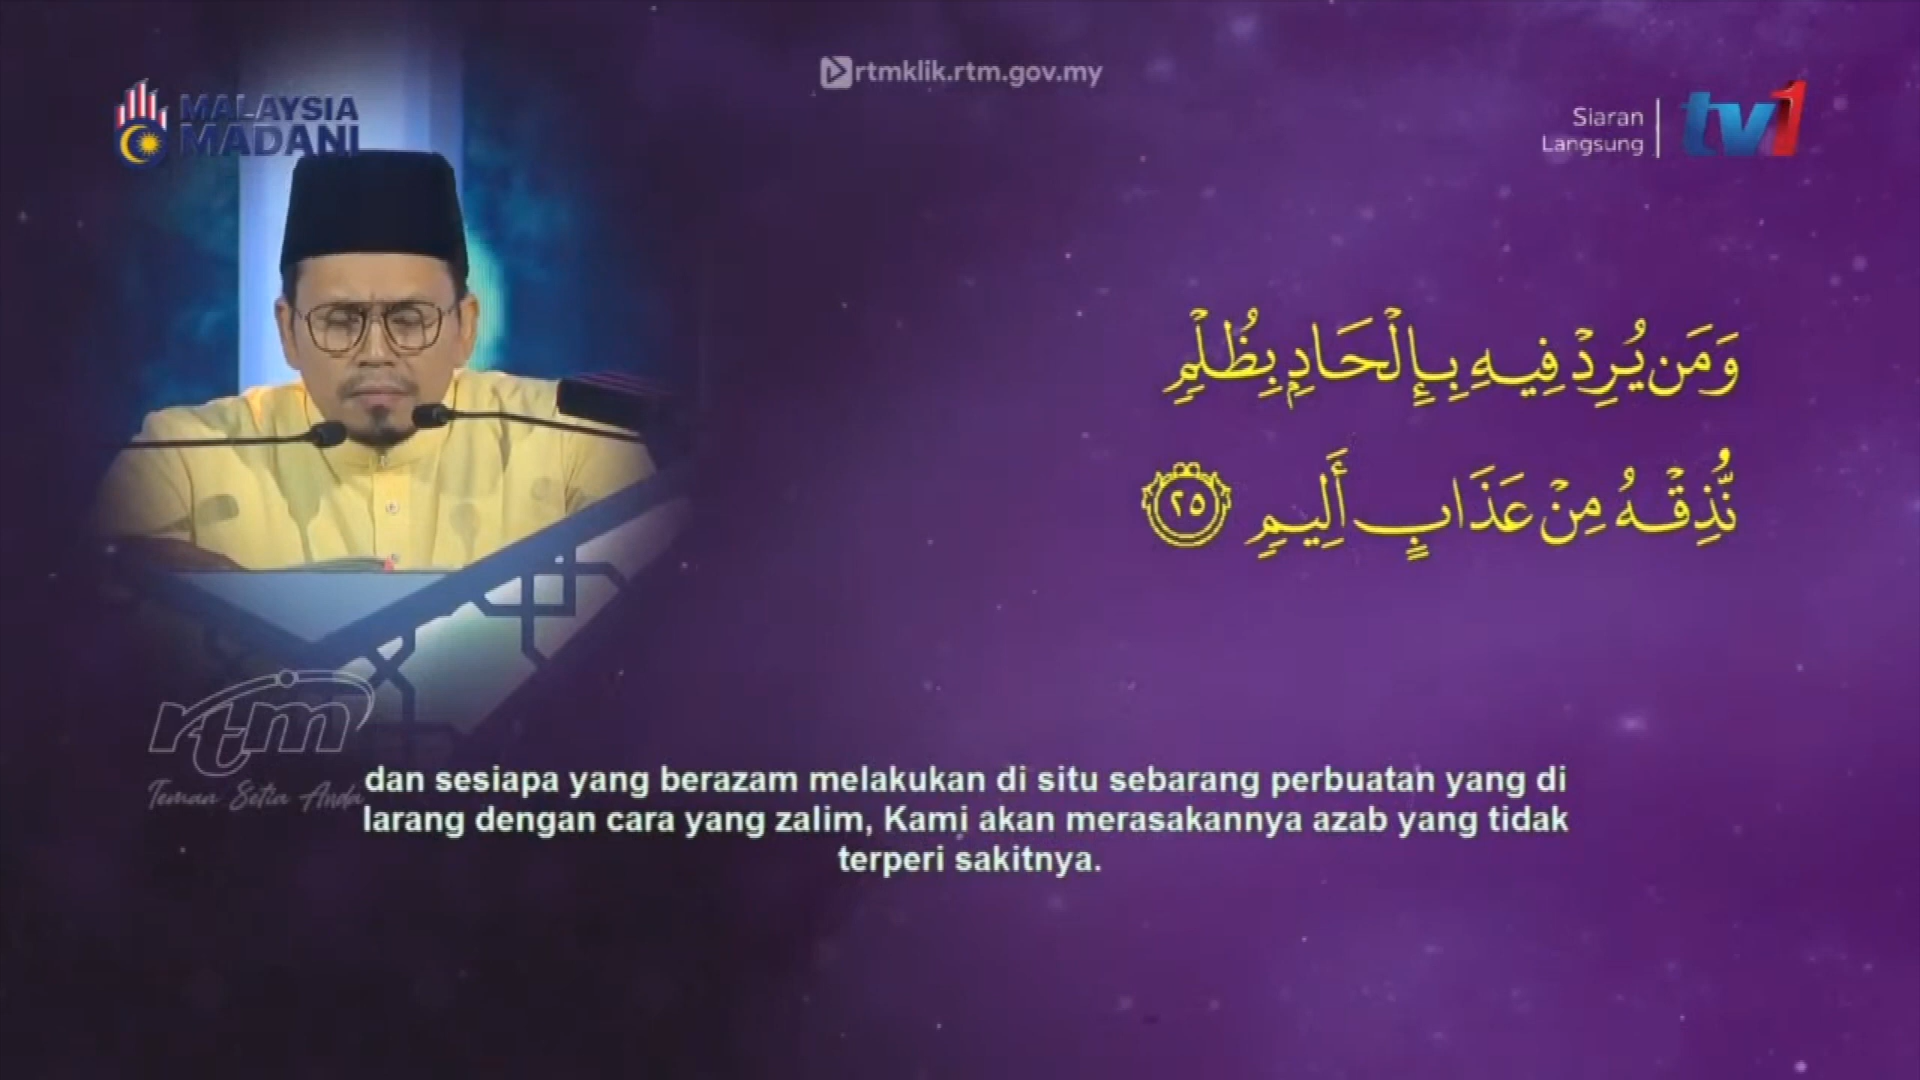 rtmklik.rtm.gov.my
MALAYSIA
MADANI
Siaran
Langsung
tv1
وَمَن يُرِدْ فِيهِ بِإِلْحَادِۭ بِظُلْمٍۢ
نُّذِقْهُ مِنْ عَذَابٍ أَلِيمٍۢ ٢٥
rtm
Teman Setia Anda
dan sesiapa yang berazam melakukan di situ sebarang perbuatan yang di
larang dengan cara yang zalim, Kami akan merasakannya azab yang tidak
terperi sakitnya.